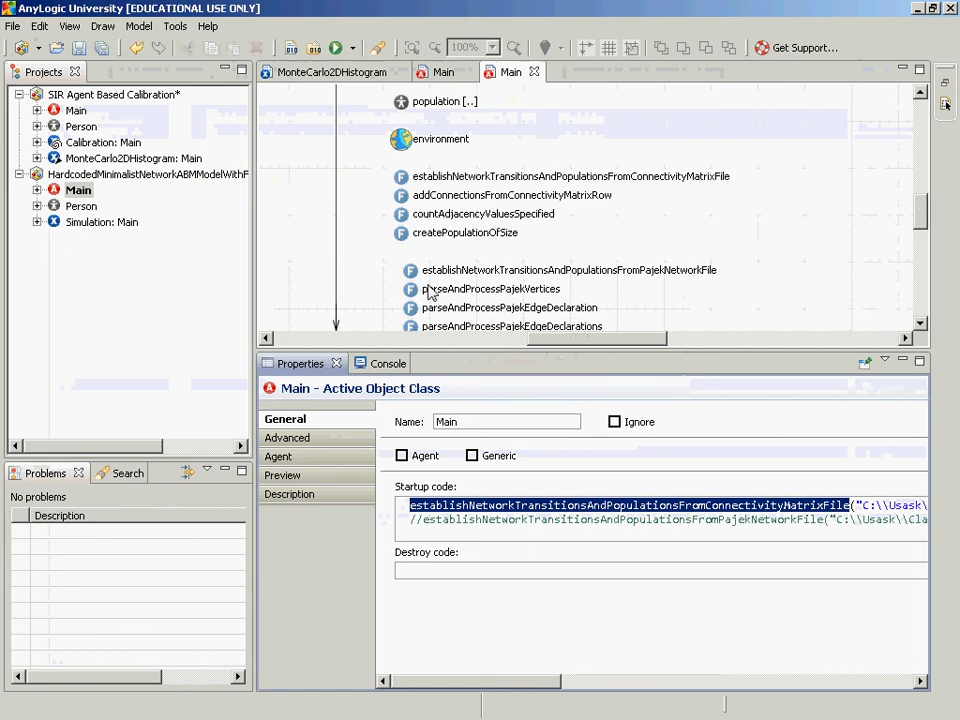 AnyLogic University [EDUCATIONAL USE ONLY]
File Edit View Draw Model Tools Help
100% Get Support...
Projects
SIR Agent Based Calibration*
Main
Person
Calibration: Main
MonteCarlo2DHistogram: Main
HardcodedMinimalistNetworkABMModelWithF
Main
Person
Simulation: Main
Problems Search
No problems
Description
MonteCarlo2DHistogram Main Main
population [..]
environment
establishNetworkTransitionsAndPopulationsFromConnectivityMatrixFile
addConnectionsFromConnectivityMatrixRow
countAdjacencyValuesSpecified
createPopulationOfSize
establishNetworkTransitionsAndPopulationsFromPajekNetworkFile
parseAndProcessPajekVertices
parseAndProcessPajekEdgeDeclaration
parseAndProcessPajekEdgeDeclarations
Properties Console
Main - Active Object Class
General
Advanced
Agent
Preview
Description
Name: Main Ignore
Agent Generic
Startup code:
establishNetworkTransitionsAndPopulationsFromConnectivityMatrixFile("C:\\Usask\
//establishNetworkTransitionsAndPopulationsFromPajekNetworkFile("C:\\Usask\\Cla
Destroy code: